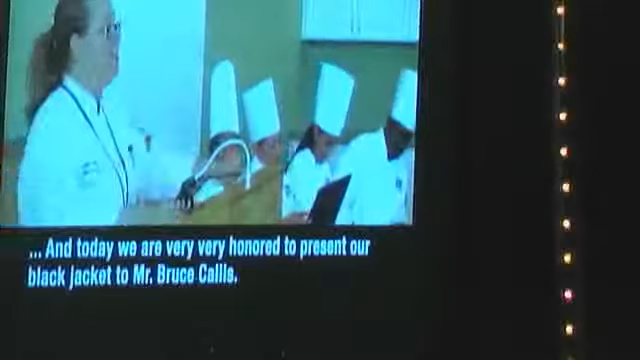 ... And today we are very very honored to present our
black jacket to Mr. Bruce Callis.